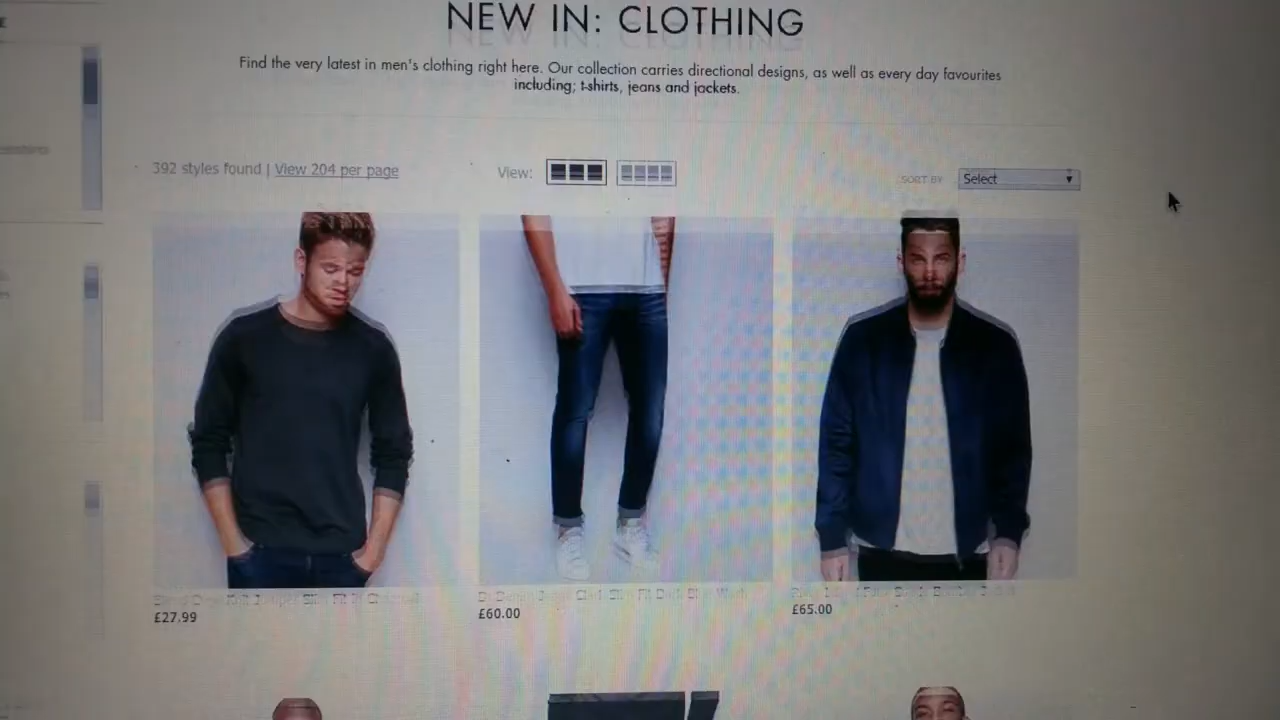 NEW IN: CLOTHING
Find the very latest in men's clothing right here. Our collection carries directional designs, as well as every day favourites
including; t-shirts, jeans and jackets.
392 styles found | View 204 per page
View:
SORT BY
Select
£27.99
£60.00
£65.00